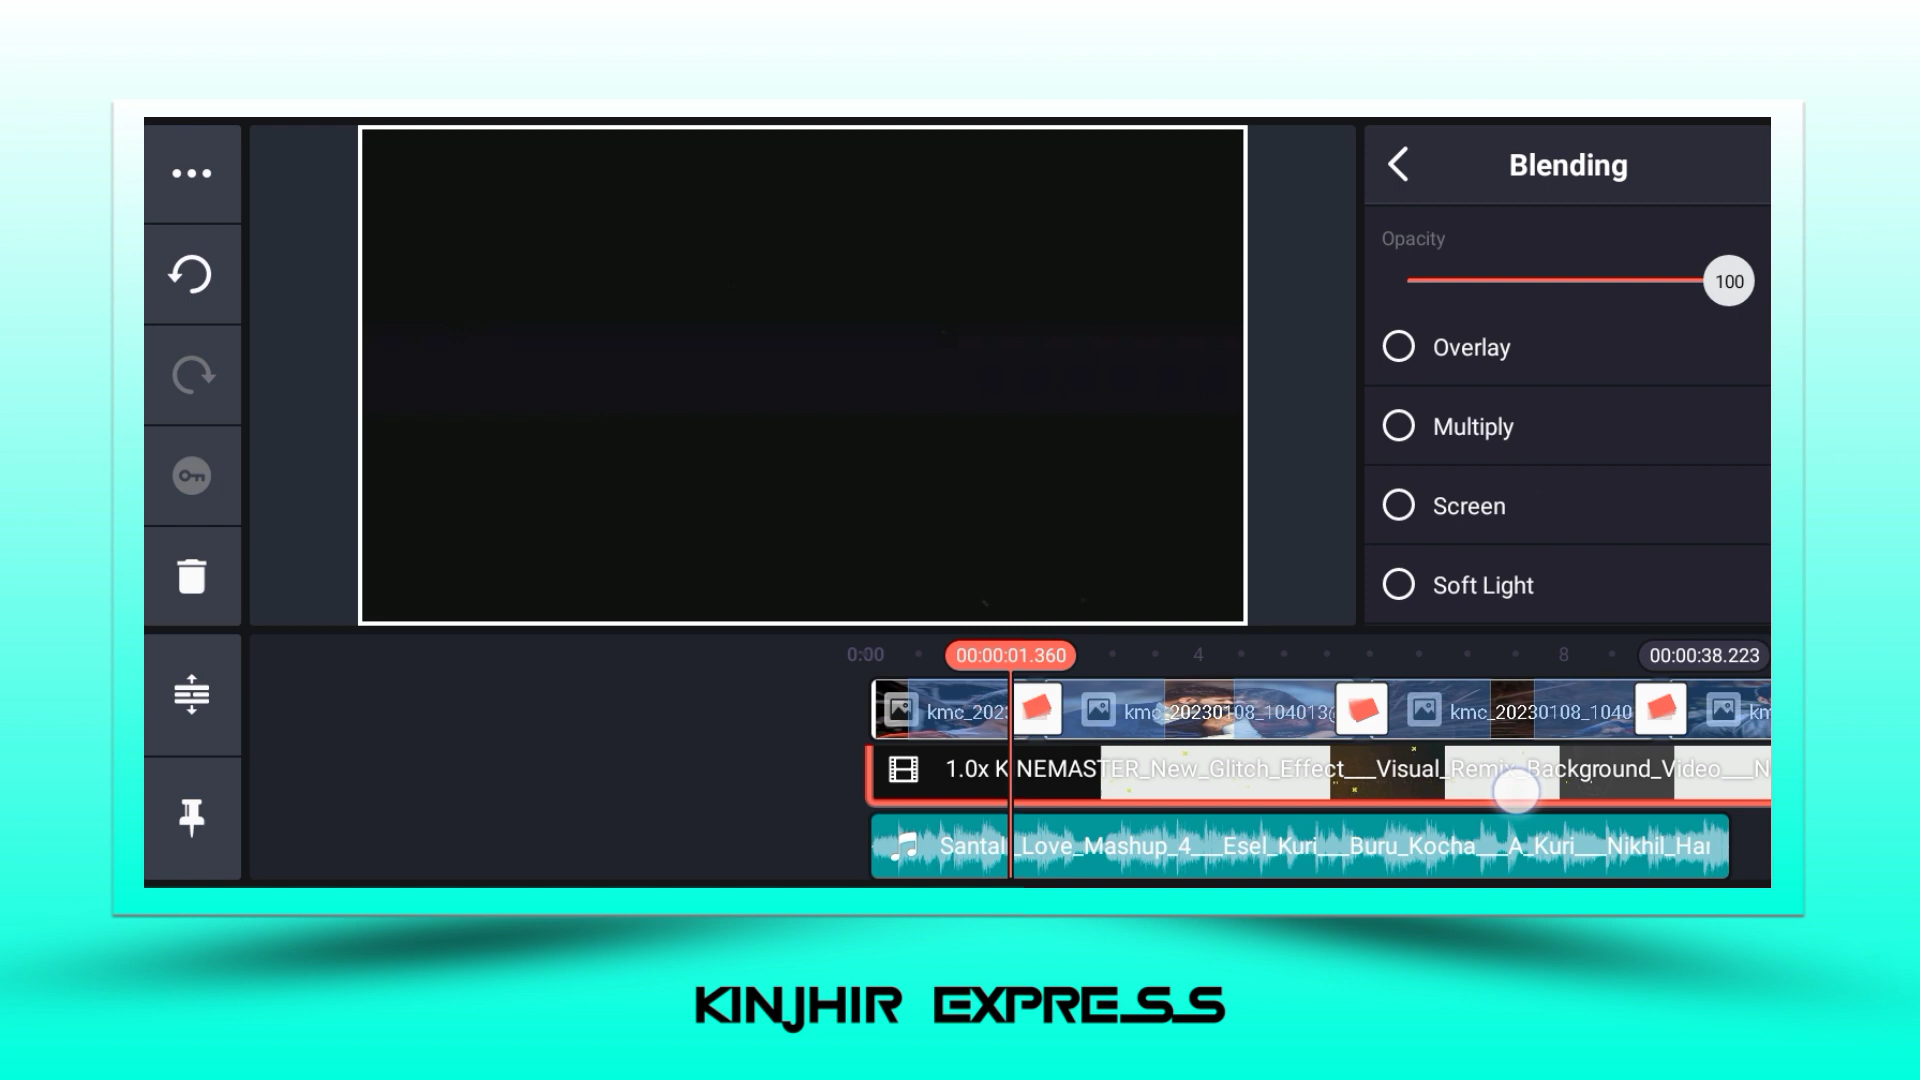 Blending
Opacity
100
Overlay
Multiply
Screen
Soft Light
0:00
00:00:01.360
4
8
00:00:38.223
kmc_202
kmc_20230108_104013
kmc_20230108_1040
km
1.0x KINEMASTER_New_Glitch_Effect___Visual_Remix_Background_Video___N
Santali_Love_Mashup_4___Esel_Kuri___Buru_Kocha___A_Kuri___Nikhil_Han
KINJHIR EXPRESS